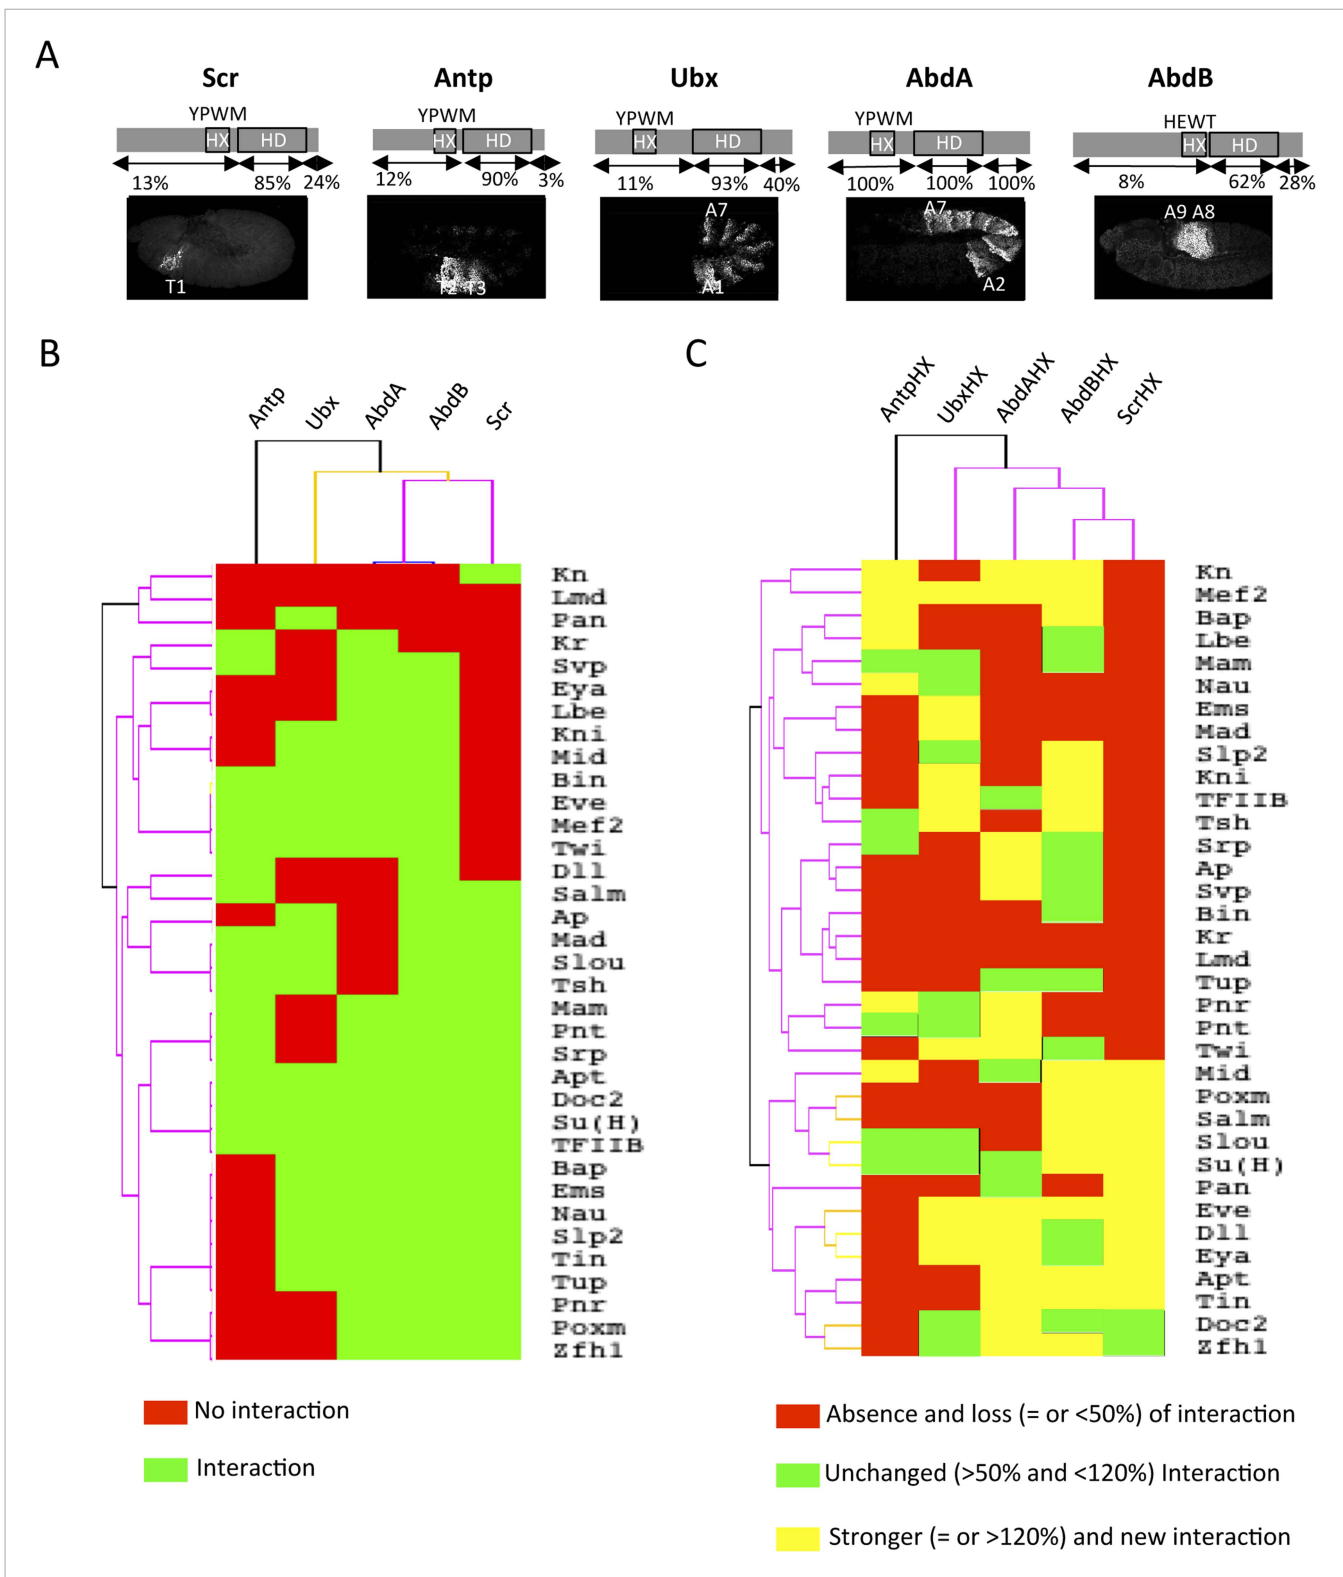 A
Scr
Antp
Ubx
AbdA
AbdB
YPWM
YPWM
YPWM
YPWM
HEWT
HX HD
HX HD
HX HD
HX HD
HX HD
13% 85% 24%
12% 90% 3%
11% 93% 40%
100% 100% 100%
8% 62% 28%
T1
T2 T3
A7
A1
A7
A2
A9 A8
B
Antp
Ubx
AbdA
AbdB
Scr
Kn
Lmd
Pan
Kr
Svp
Eya
Lbe
Kni
Mid
Bin
Eve
Mef2
Twi
Dll
Salm
Ap
Mad
Slou
Tsh
Mam
Pnt
Srp
Apt
Doc2
Su(H)
TFIIB
Bap
Ems
Nau
Slp2
Tin
Tup
Pnr
Poxm
Zfh1
No interaction
Interaction
C
AntpHX
UbxHX
AbdAHX
AbdBHX
ScrHX
Kn
Mef2
Bap
Lbe
Mam
Nau
Ems
Mad
Slp2
Kni
TFIIB
Tsh
Srp
Ap
Svp
Bin
Kr
Lmd
Tup
Pnr
Pnt
Twi
Mid
Poxm
Salm
Slou
Su(H)
Pan
Eve
Dll
Eya
Apt
Tin
Doc2
Zfh1
Absence and loss (= or <50%) of interaction
Unchanged (>50% and <120%) Interaction
Stronger (= or >120%) and new interaction